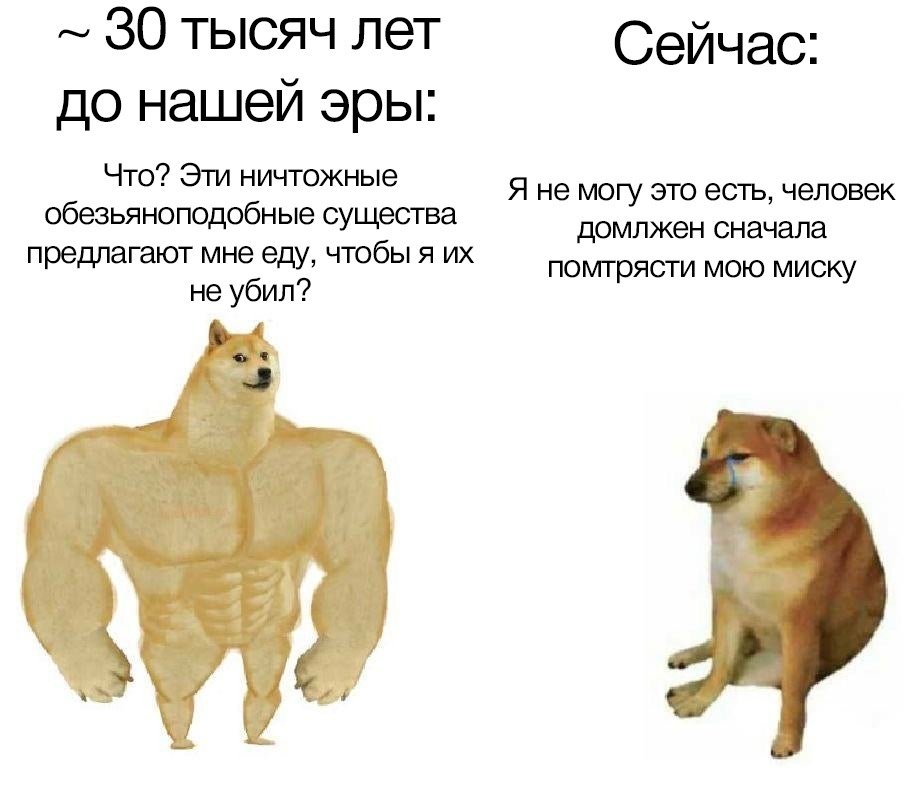 ~ 30 тысяч лет
до нашей эры:
Что? Эти ничтожные
обезьяноподобные существа
предлагают мне еду, чтобы я их
не убил?
Сейчас:
Я не могу это есть, человек
домлжен сначала
помтрясти мою миску